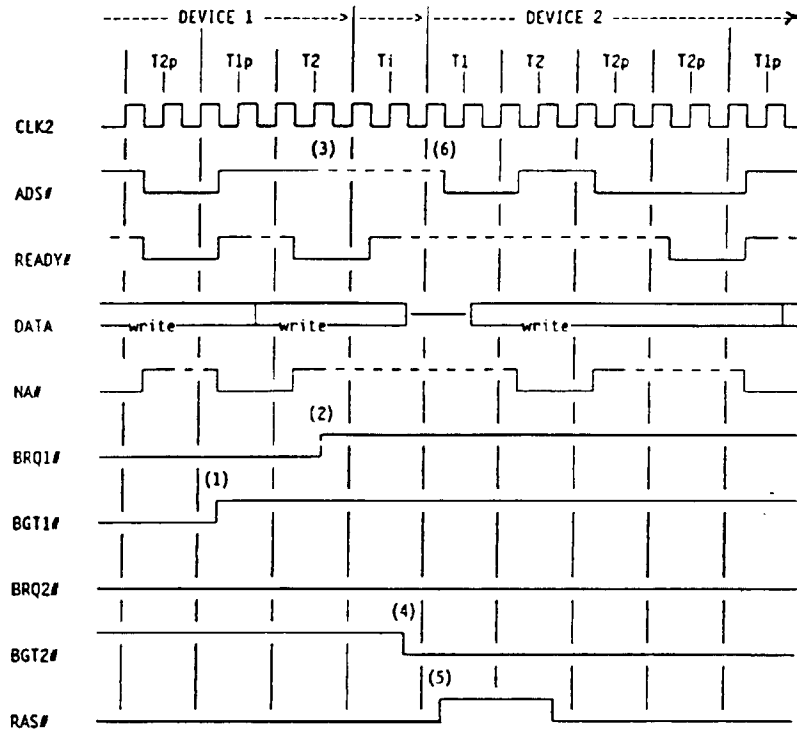 DEVICE 1 DEVICE 2
T2p T1p T2 Ti T1 T2 T2p T2p T1p
CLK2
(3) (6)
ADS#
READY#
DATA
write write write
NA#
(2)
BRQ1#
(1)
BGT1#
BRQ2#
(4)
BGT2#
(5)
RAS#